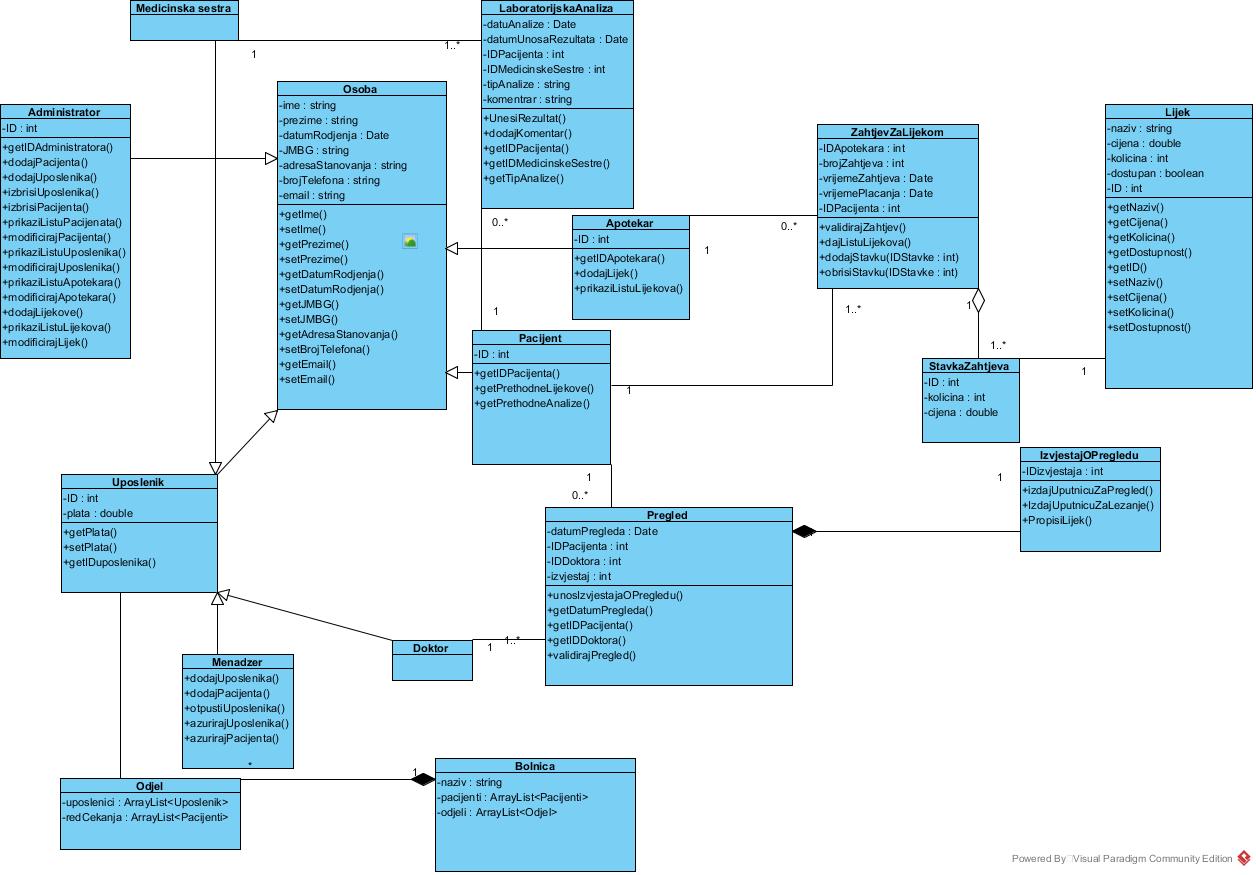 Medicinska sestra
1
1..*
LaboratorijskaAnaliza
-datuAnalize : Date
-datumUnosaRezultata : Date
-IDPacijenta : int
-IDMedicinskeSestre : int
-tipAnalize : string
-komentrar : string
+UnesiRezultat()
+dodajKomentar()
+getIDPacijenta()
+getIDMedicinskeSestre()
+getTipAnalize()
Administrator
-ID : int
+getIDAdministratora()
+dodajPacijenta()
+dodajUposlenika()
+izbrisiUposlenika()
+izbrisiPacijenta()
+prikaziListuPacijenata()
+modificirajPacijenta()
+prikaziListuUposlenika()
+modificirajUposlenika()
+prikaziListuApotekara()
+modificirajApotekara()
+dodajLijekove()
+prikaziListuLijekova()
+modificirajLijek()
Osoba
-ime : string
-prezime : string
-datumRodjenja : Date
-JMBG : string
-adresaStanovanja : string
-brojTelefona : string
-email : string
+getIme()
+setIme()
+getPrezime()
+setPrezime()
+getDatumRodjenja()
+setDatumRodjenja()
+getJMBG()
+setJMBG()
+getAdresaStanovanja()
+setBrojTelefona()
+getEmail()
+setEmail()
0..*
1
Apotekar
-ID : int
+getIDApotekara()
+dodajLijek()
+prikaziListuLijekova()
1
0..*
ZahtjevZaLijekom
-IDApotekara : int
-brojZahtjeva : int
-vrijemeZahtjeva : Date
-vrijemePlacanja : Date
-IDPacijenta : int
+validirajZahtjev()
+dajListuLijekova()
+dodajStavku(IDStavke : int)
+obrisiStavku(IDStavke : int)
1..*
1
1..*
Lijek
-naziv : string
-cijena : double
-kolicina : int
-dostupan : boolean
-ID : int
+getNaziv()
+getCijena()
+getKolicina()
+getDostupnost()
+getID()
+setNaziv()
+setCijena()
+setKolicina()
+setDostupnost()
1
StavkaZahtjeva
-ID : int
-kolicina : int
-cijena : double
Pacijent
-ID : int
+getIDPacijenta()
+getPrethodneLijekove()
+getPrethodneAnalize()
1
1
0..*
Uposlenik
-ID : int
-plata : double
+getPlata()
+setPlata()
+getIDuposlenika()
Pregled
-datumPregleda : Date
-IDPacijenta : int
-IDDoktora : int
-izvjestaj : int
+unosIzvjestajaOPregledu()
+getDatumPregleda()
+getIDPacijenta()
+getIDDoktora()
+validirajPregled()
1
IzvjestajOPregledu
-IDizvjestaja : int
+izdajUputnicuZaPregled()
+IzdajUputnicuZaLezanje()
+PropisiLijek()
Doktor
1
1..*
Menadzer
+dodajUposlenika()
+dodajPacijenta()
+otpustiUposlenika()
+azurirajUposlenika()
+azurirajPacijenta()
*
1
Odjel
-uposlenici : ArrayList<Uposlenik>
-redCekanja : ArrayList<Pacijenti>
Bolnica
-naziv : string
-pacijenti : ArrayList<Pacijenti>
-odjeli : ArrayList<Odjel>
Powered By Visual Paradigm Community Edition